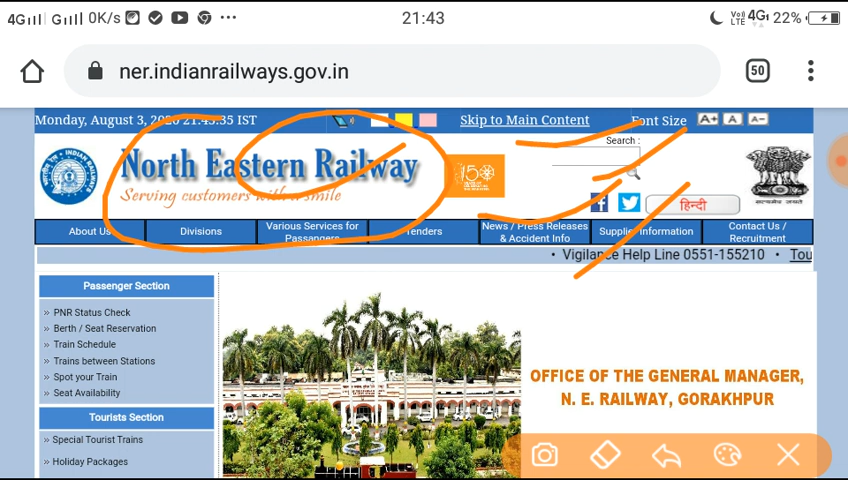 4G 4G 0K/s ... 21:43 VoLTE 4G 22%
ner.indianrailways.gov.in 50
Monday, August 3, 2020 21:43:35 IST Skip to Main Content Font Size A+ A A-
Search :
North Eastern Railway
Serving customers with a smile
हिन्दी
About Us Divisions Various Services for Passengers Tenders News / Press Releases & Accident Info Supplier Information Contact Us / Recruitment
• Vigilance Help Line 0551-155210 • Tou
Passenger Section
» PNR Status Check
» Berth / Seat Reservation
» Train Schedule
» Trains between Stations
» Spot your Train
» Seat Availability
Tourists Section
» Special Tourist Trains
» Holiday Packages
OFFICE OF THE GENERAL MANAGER,
N. E. RAILWAY, GORAKHPUR